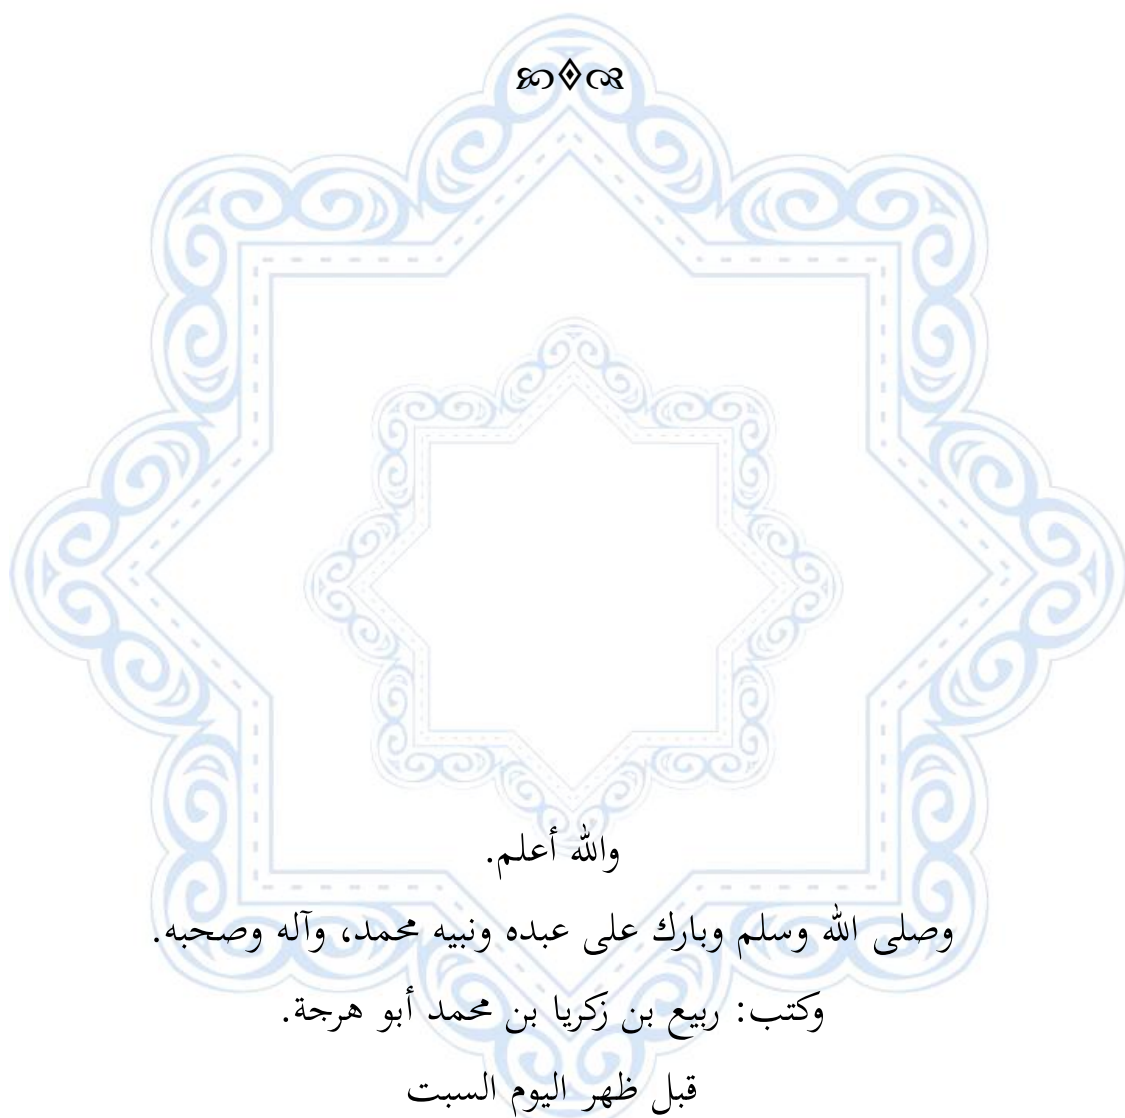 والله أعلم.
وصلى الله وسلم وبارك على عبده ونبيه محمد، وآله وصحبه.
وكتب: ربيع بن زكريا بن محمد أبو هرجة.
قبل ظهر اليوم السبت